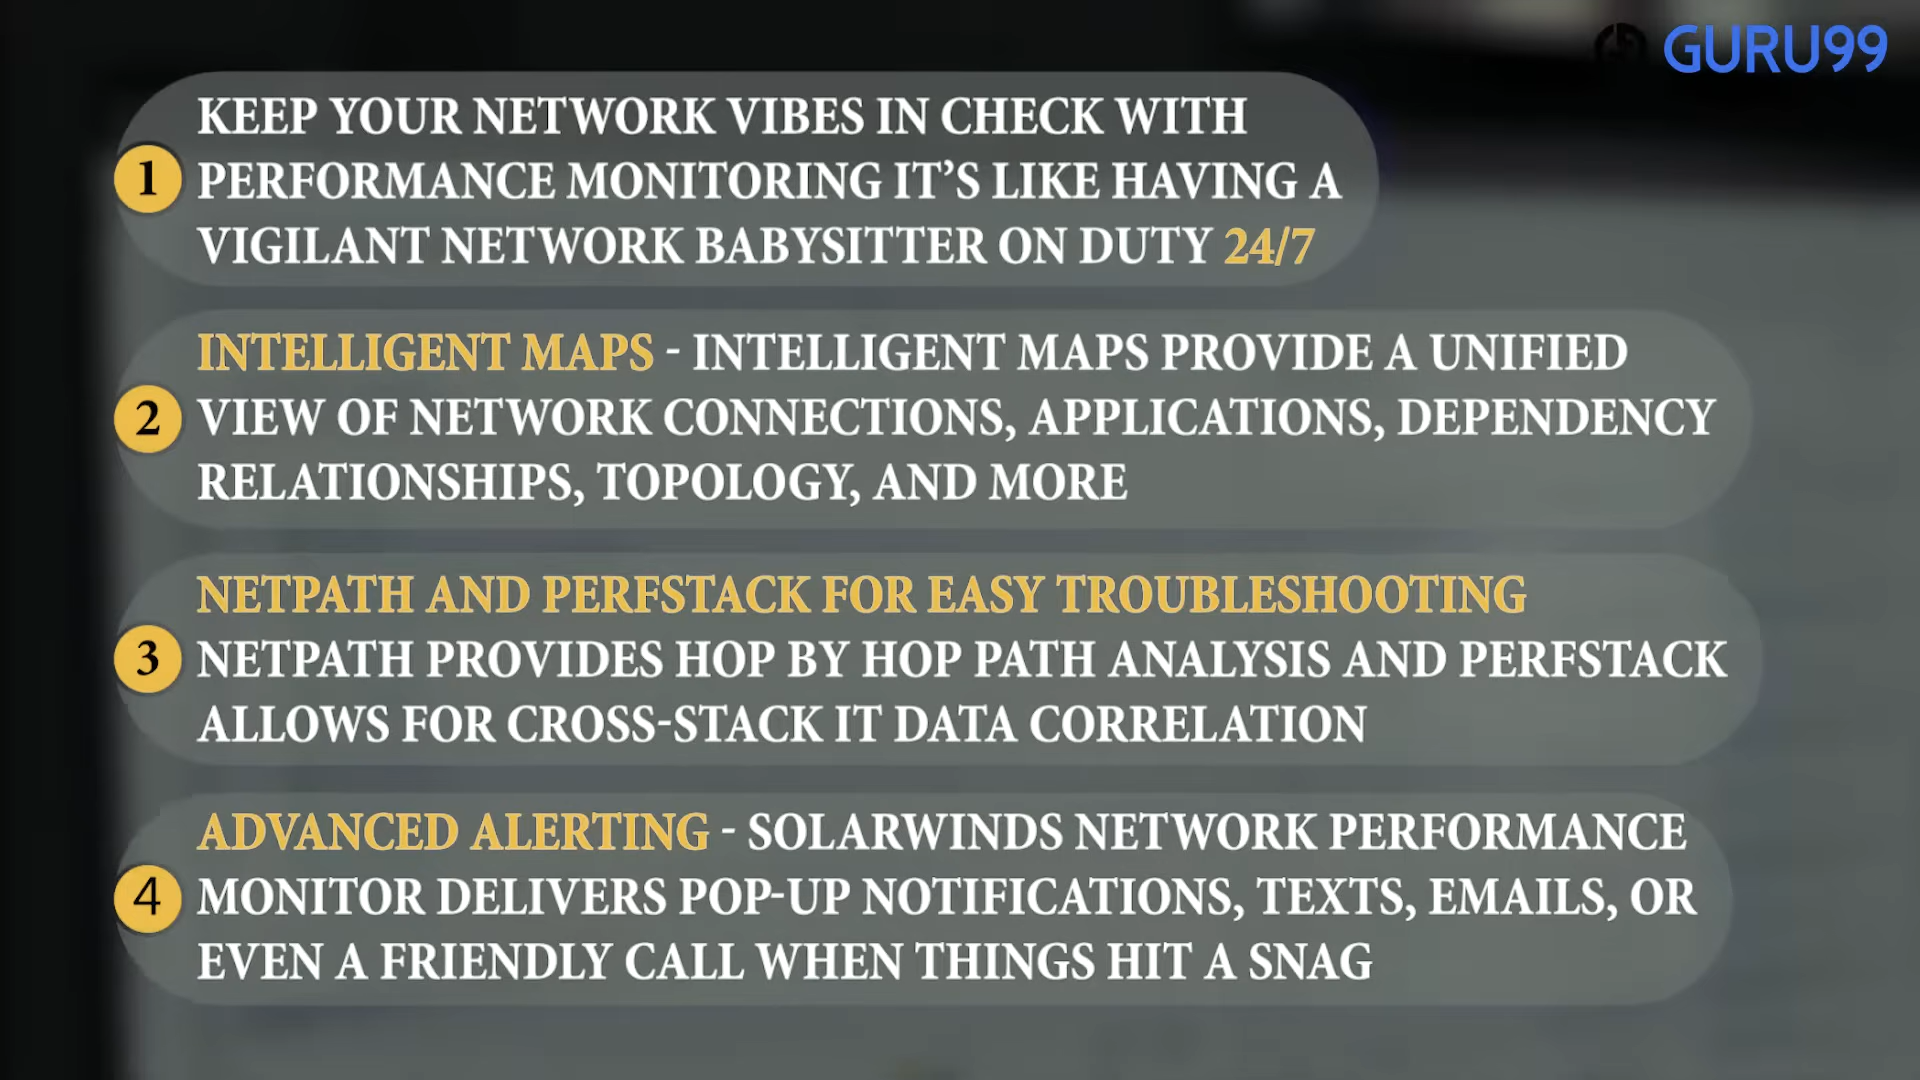 GURU99
1
KEEP YOUR NETWORK VIBES IN CHECK WITH
PERFORMANCE MONITORING IT'S LIKE HAVING A
VIGILANT NETWORK BABYSITTER ON DUTY 24/7
2
INTELLIGENT MAPS - INTELLIGENT MAPS PROVIDE A UNIFIED
VIEW OF NETWORK CONNECTIONS, APPLICATIONS, DEPENDENCY
RELATIONSHIPS, TOPOLOGY, AND MORE
3
NETPATH AND PERFSTACK FOR EASY TROUBLESHOOTING
NETPATH PROVIDES HOP BY HOP PATH ANALYSIS AND PERFSTACK
ALLOWS FOR CROSS-STACK IT DATA CORRELATION
4
ADVANCED ALERTING - SOLARWINDS NETWORK PERFORMANCE
MONITOR DELIVERS POP-UP NOTIFICATIONS, TEXTS, EMAILS, OR
EVEN A FRIENDLY CALL WHEN THINGS HIT A SNAG